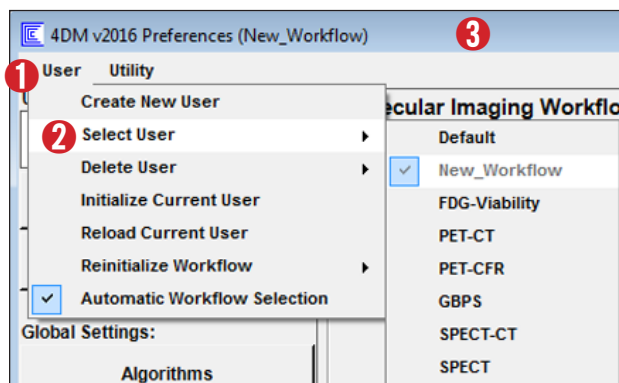 4DM v2016 Preferences (New_Workflow)
3
1
User Utility
Create New User
2
Select User
Delete User
Initialize Current User
Reload Current User
Reinitialize Workflow
Automatic Workflow Selection
Global Settings:
Algorithms
ecular Imaging Workflo
Default
New_Workflow
FDG-Viability
PET-CT
PET-CFR
GBPS
SPECT-CT
SPECT